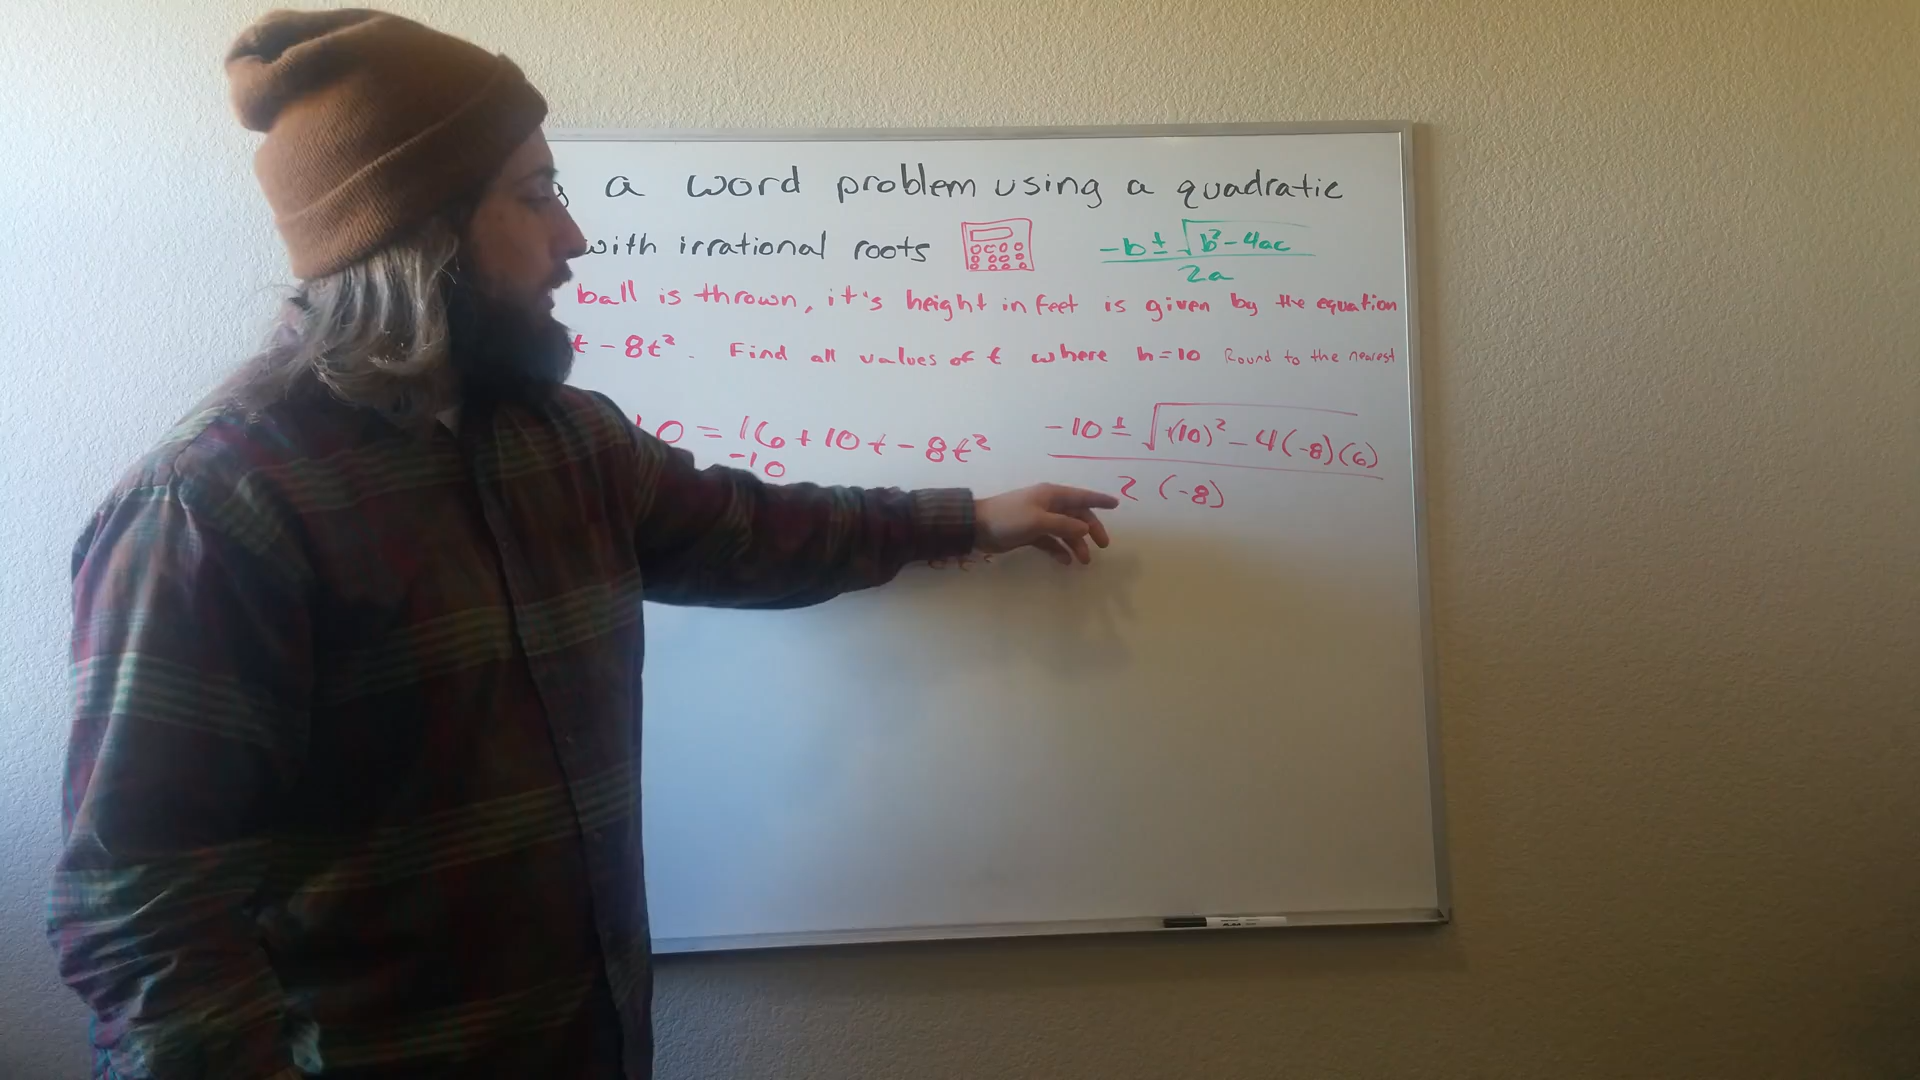 a word problem using a quadratic
with irrational roots
-b ± √b² - 4ac
2a
ball is thrown, it's height in feet is given by the equation
t - 8t². Find all values of t where h=10 Round to the nearest
10 = 16 + 10t - 8t²
-10
-10 ± √(10)² - 4(-8)(6)
2 (-8)